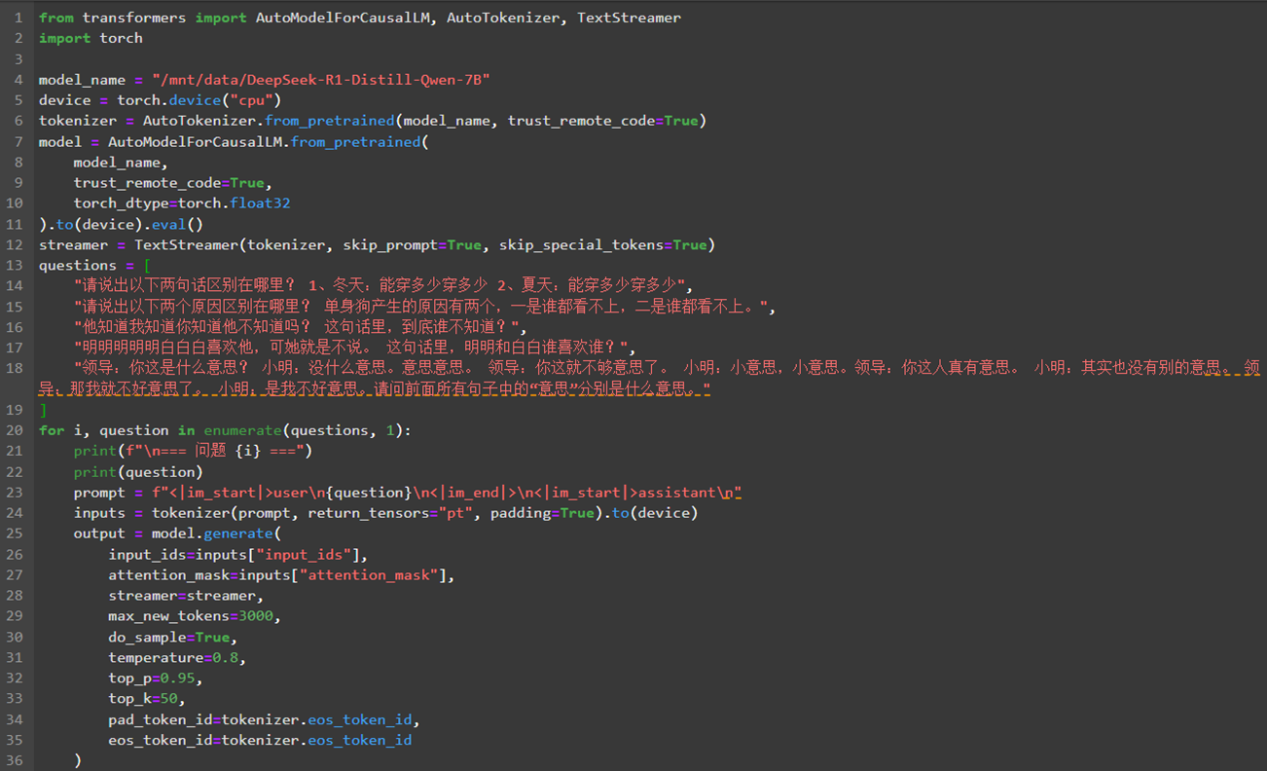 1 from transformers import AutoModelForCausalLM, AutoTokenizer, TextStreamer
2 import torch
3
4 model_name = "/mnt/data/DeepSeek-R1-Distill-Qwen-7B"
5 device = torch.device("cpu")
6 tokenizer = AutoTokenizer.from_pretrained(model_name, trust_remote_code=True)
7 model = AutoModelForCausalLM.from_pretrained(
8     model_name,
9     trust_remote_code=True,
10     torch_dtype=torch.float32
11 ).to(device).eval()
12 streamer = TextStreamer(tokenizer, skip_prompt=True, skip_special_tokens=True)
13 questions = [
14     "请说出以下两句话区别在哪里？ 1、冬天：能穿多少穿多少 2、夏天：能穿多少穿多少",
15     "请说出以下两个原因区别在哪里？ 单身狗产生的原因有两个，一是谁都看不上，二是谁都看不上。",
16     "他知道我知道你知道他不知道吗？ 这句话里，到底谁不知道？",
17     "明明明明明白白白喜欢他，可她就是不说。 这句话里，明明和白白谁喜欢谁？",
18     "领导：你这是什么意思？ 小明：没什么意思。意思意思。 领导：你这就不够意思了。 小明：小意思，小意思。领导：你这人真有意思。 小明：其实也没有别的意思。 领
导：那我就不好意思了。 小明：是我不好意思。请问前面所有句子中的“意思”分别是什么意思。"
19 ]
20 for i, question in enumerate(questions, 1):
21     print(f"\n=== 问题 {i} ===")
22     print(question)
23     prompt = f"<|im_start|>user\n{question}\n<|im_end|>\n<|im_start|>assistant\n"
24     inputs = tokenizer(prompt, return_tensors="pt", padding=True).to(device)
25     output = model.generate(
26         input_ids=inputs["input_ids"],
27         attention_mask=inputs["attention_mask"],
28         streamer=streamer,
29         max_new_tokens=3000,
30         do_sample=True,
31         temperature=0.8,
32         top_p=0.95,
33         top_k=50,
34         pad_token_id=tokenizer.eos_token_id,
35         eos_token_id=tokenizer.eos_token_id
36     )